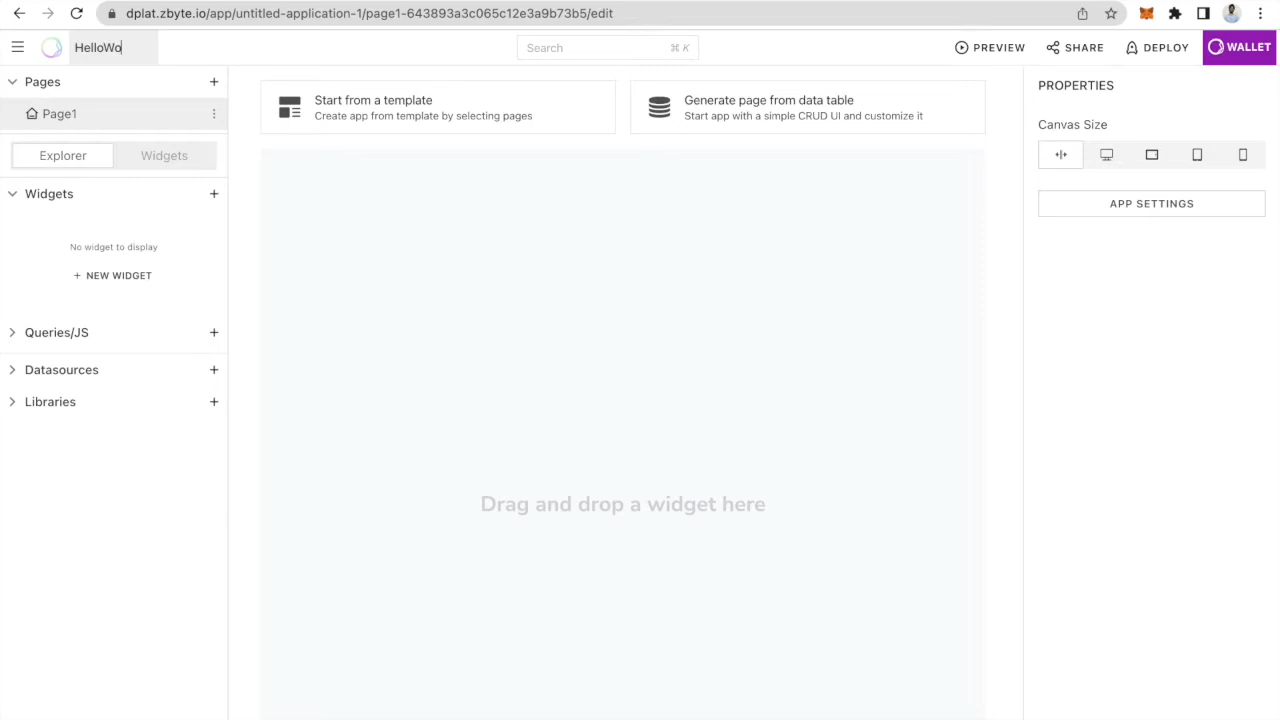 dplat.zbyte.io/app/untitled-application-1/page1-643893a3c065c12e3a9b73b5/edit
HelloWo
Search ⌘ K
PREVIEW
SHARE
DEPLOY
WALLET
Pages
Page1
Explorer
Widgets
Widgets
No widget to display
+ NEW WIDGET
Queries/JS
Datasources
Libraries
Start from a template
Create app from template by selecting pages
Generate page from data table
Start app with a simple CRUD UI and customize it
Drag and drop a widget here
PROPERTIES
Canvas Size
APP SETTINGS